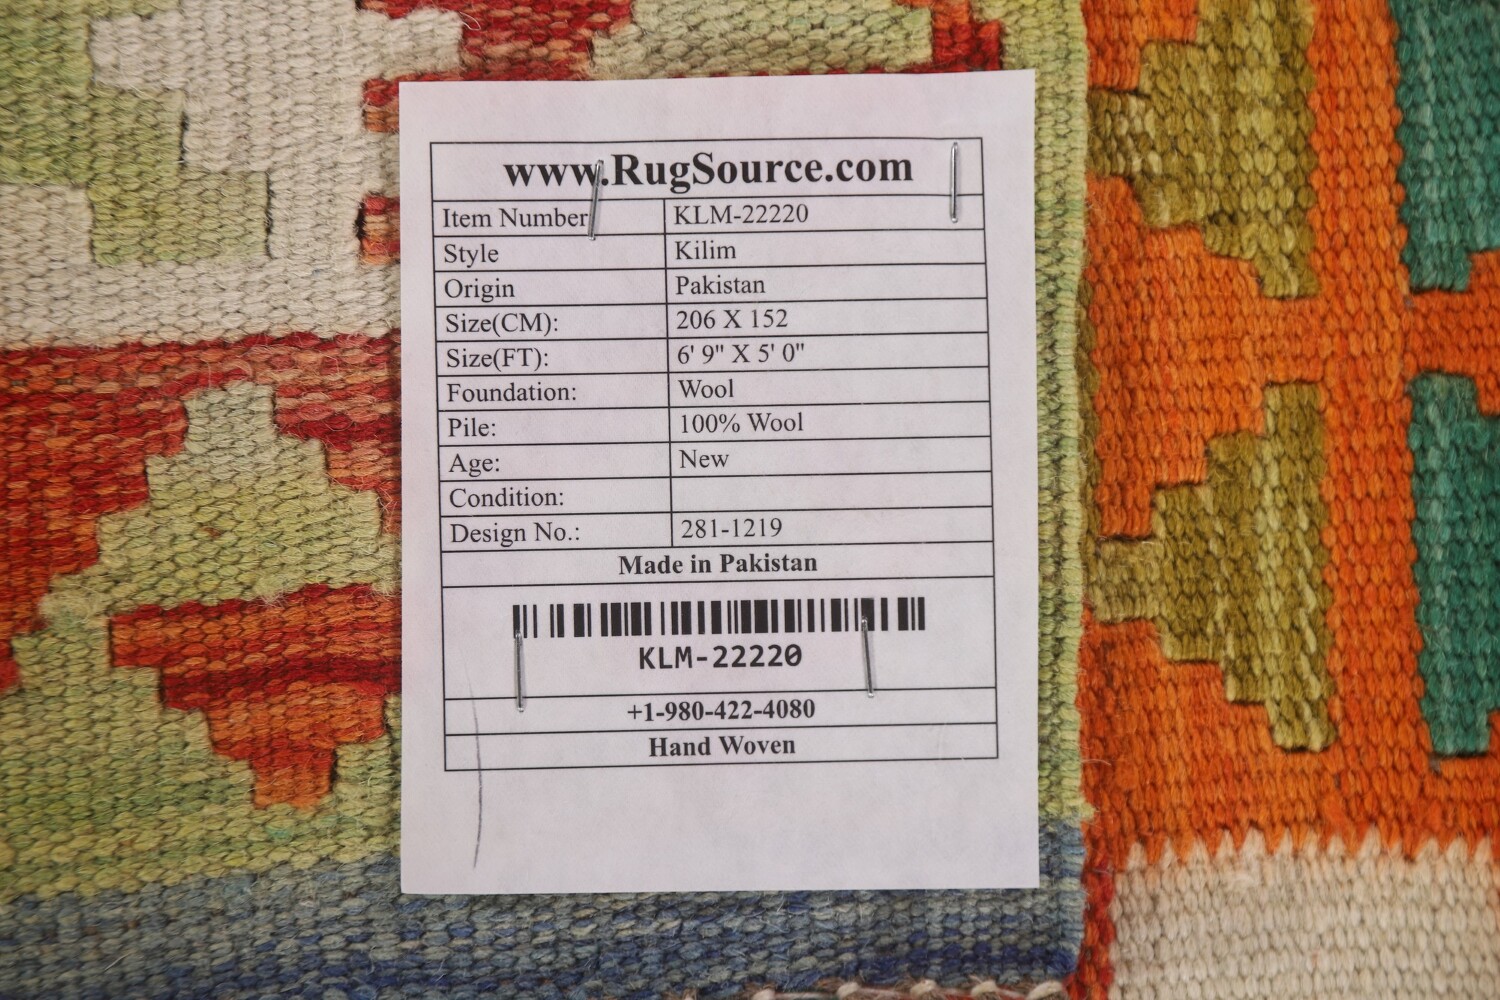 www.RugSource.com
Item Number KLM-22220
Style Kilim
Origin Pakistan
Size(CM): 206 X 152
Size(FT): 6' 9" X 5' 0"
Foundation: Wool
Pile: 100% Wool
Age: New
Condition:
Design No.: 281-1219
Made in Pakistan
KLM-22220
+1-980-422-4080
Hand Woven